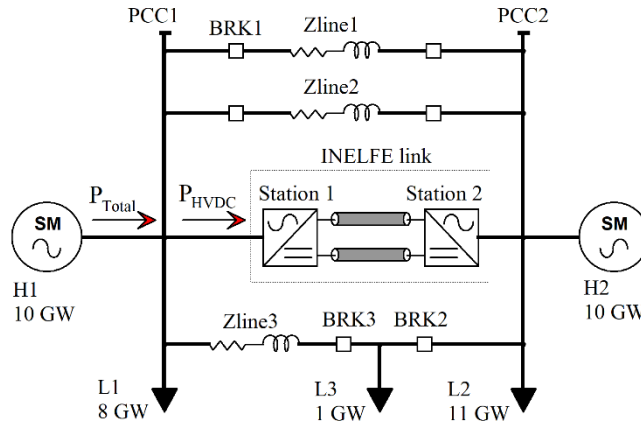 PCC1
PCC2
BRK1
Zline1
Zline2
INELFE link
P_Total
P_HVDC
Station 1
Station 2
SM
SM
H1
10 GW
H2
10 GW
Zline3
BRK3
BRK2
L1
8 GW
L3
1 GW
L2
11 GW